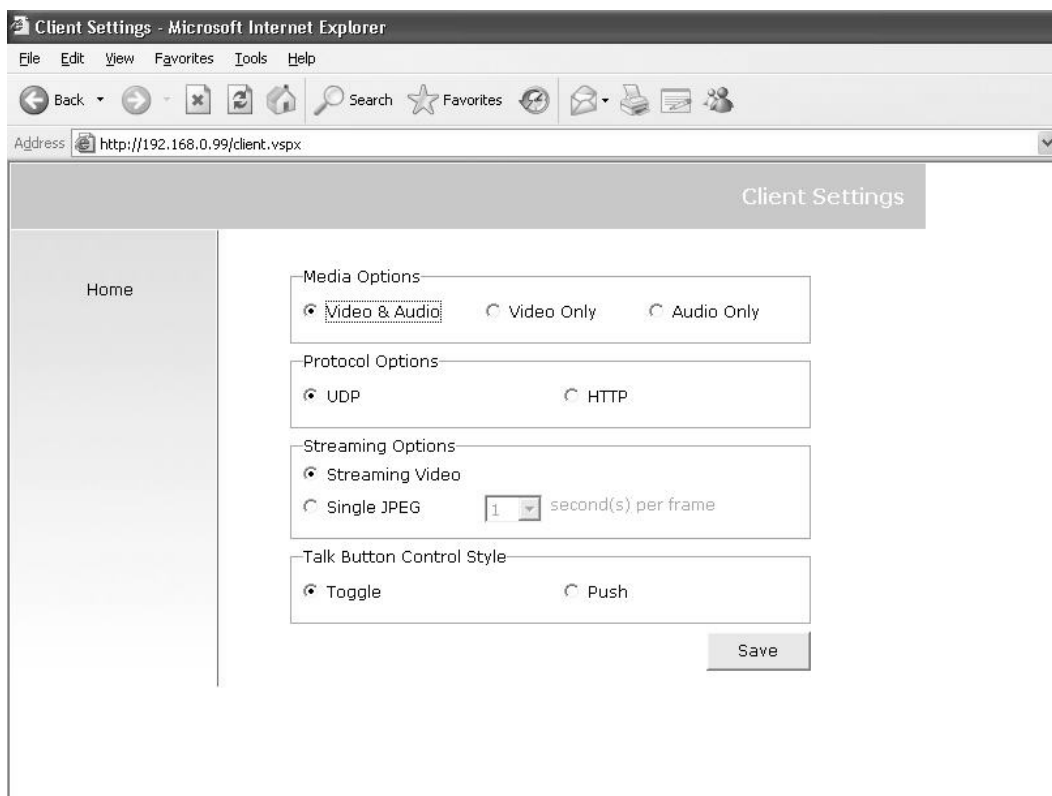 Client Settings - Microsoft Internet Explorer
File Edit View Favorites Tools Help
Back Search Favorites
Address http://192.168.0.99/client.vspx
Client Settings
Home
Media Options
Video & Audio Video Only Audio Only
Protocol Options
UDP HTTP
Streaming Options
Streaming Video
Single JPEG 1 second(s) per frame
Talk Button Control Style
Toggle Push
Save